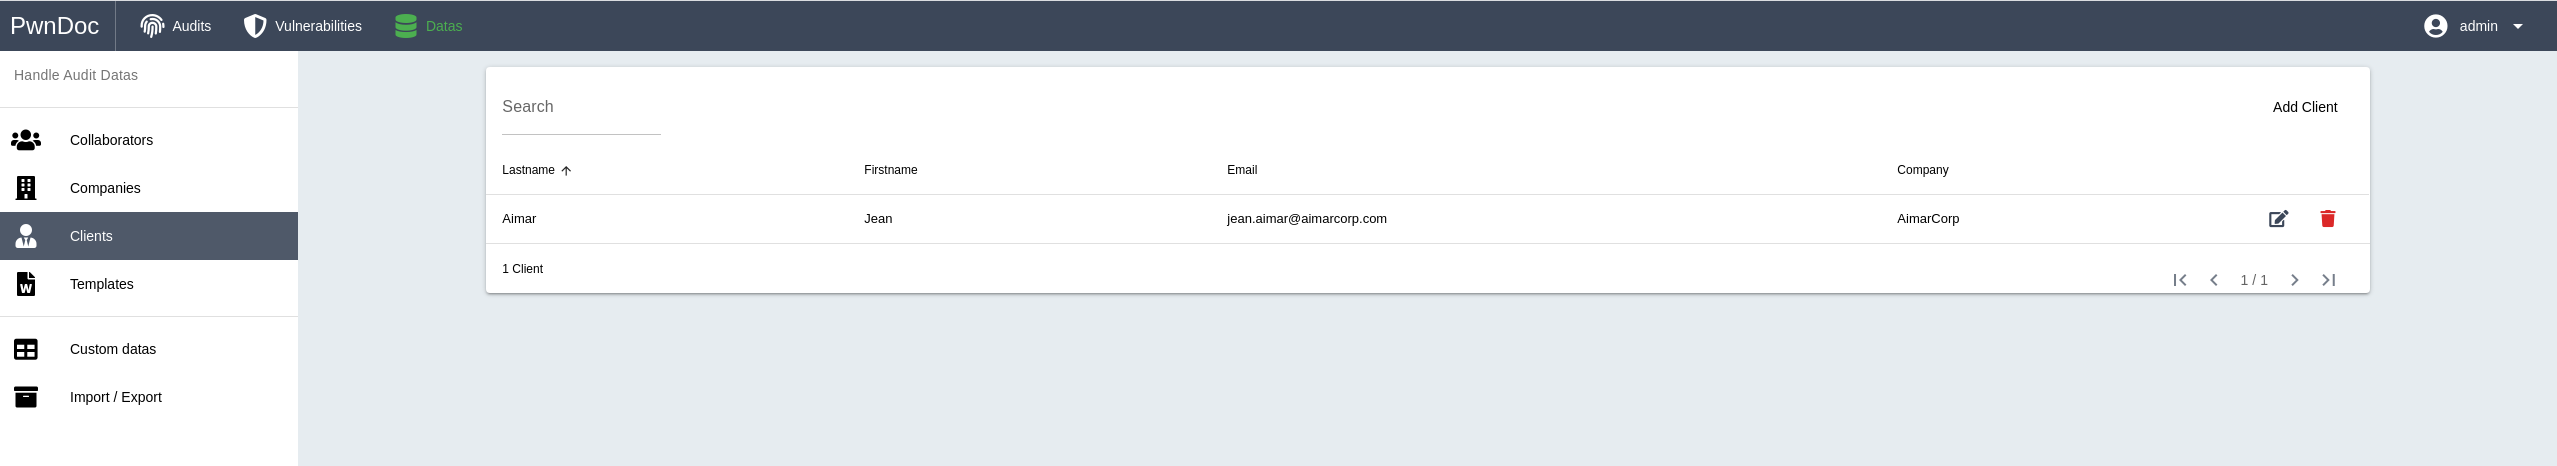 PwnDoc Audits Vulnerabilities Datas admin
Handle Audit Datas
Collaborators
Companies
Clients
Templates
Custom datas
Import / Export
Search Add Client
Lastname Firstname Email Company
Aimar Jean jean.aimar@aimarcorp.com AimarCorp
1 Client
1 / 1